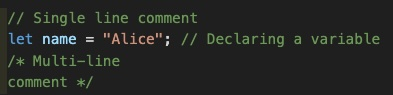 // Single line comment
let name = "Alice"; // Declaring a variable
/* Multi-line
comment */